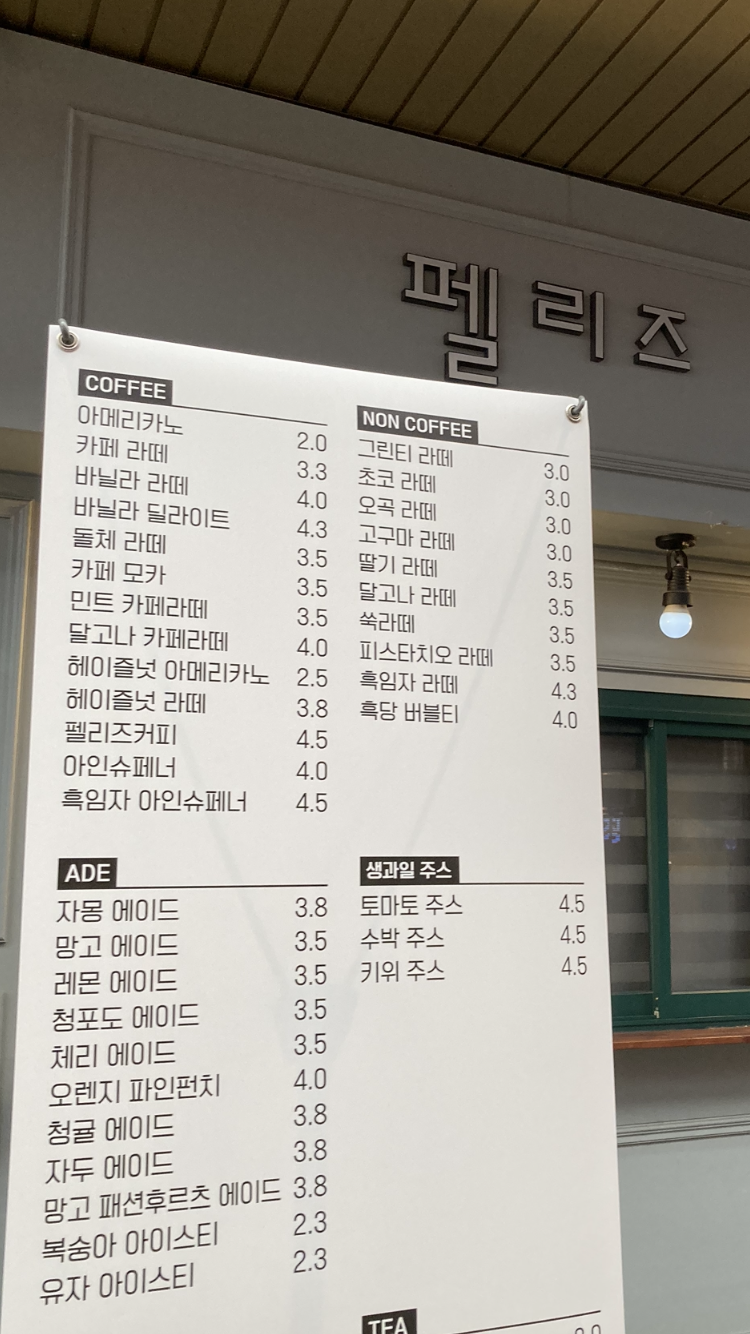 펠리즈
COFFEE
아메리카노 2.0
카페 라떼 3.3
바닐라 라떼 4.0
바닐라 딜라이트 4.3
돌체 라떼 3.5
카페 모카 3.5
민트 카페라떼 3.5
달고나 카페라떼 4.0
헤이즐넛 아메리카노 2.5
헤이즐넛 라떼 3.8
펠리즈커피 4.5
아인슈페너 4.0
흑임자 아인슈페너 4.5
NON COFFEE
그린티 라떼 3.0
초코 라떼 3.0
오곡 라떼 3.0
고구마 라떼 3.0
딸기 라떼 3.5
달고나 라떼 3.5
쑥라떼 3.5
피스타치오 라떼 3.5
흑임자 라떼 4.3
흑당 버블티 4.0
ADE
자몽 에이드 3.8
망고 에이드 3.5
레몬 에이드 3.5
청포도 에이드 3.5
체리 에이드 3.5
오렌지 파인펀치 4.0
청귤 에이드 3.8
자두 에이드 3.8
망고 패션후르츠 에이드 3.8
복숭아 아이스티 2.3
유자 아이스티 2.3
생과일 주스
토마토 주스 4.5
수박 주스 4.5
키위 주스 4.5
TEA